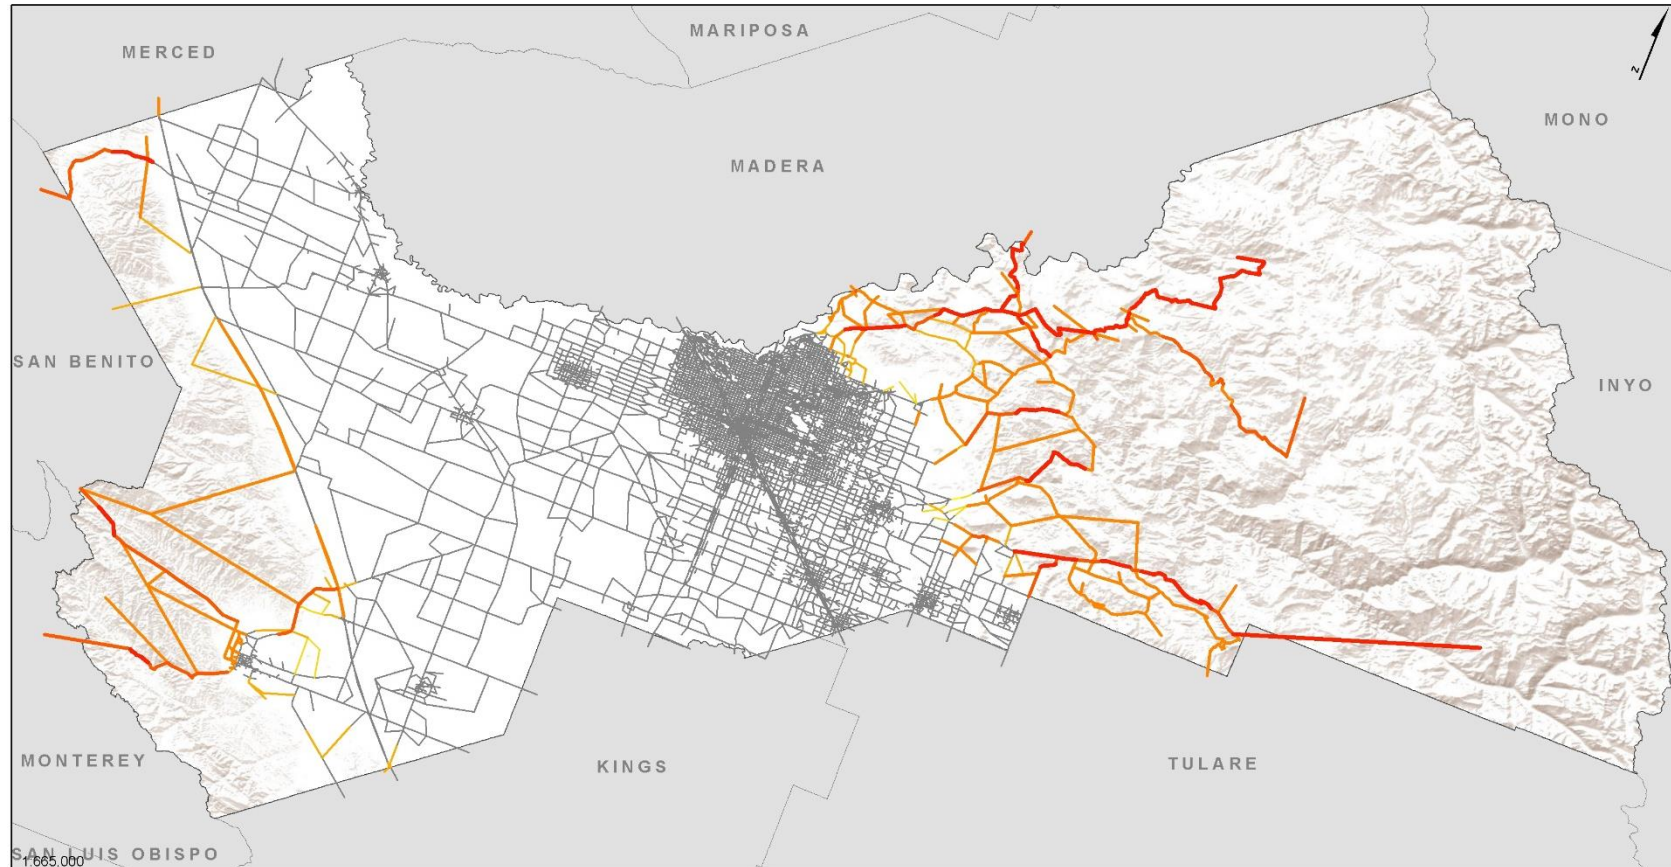 MARIPOSA
MERCED
Z
MONO
MADERA
SAN BENITO
INYO
MONTEREY
KINGS
TULARE
SAN LUIS OBISPO
1:665,000